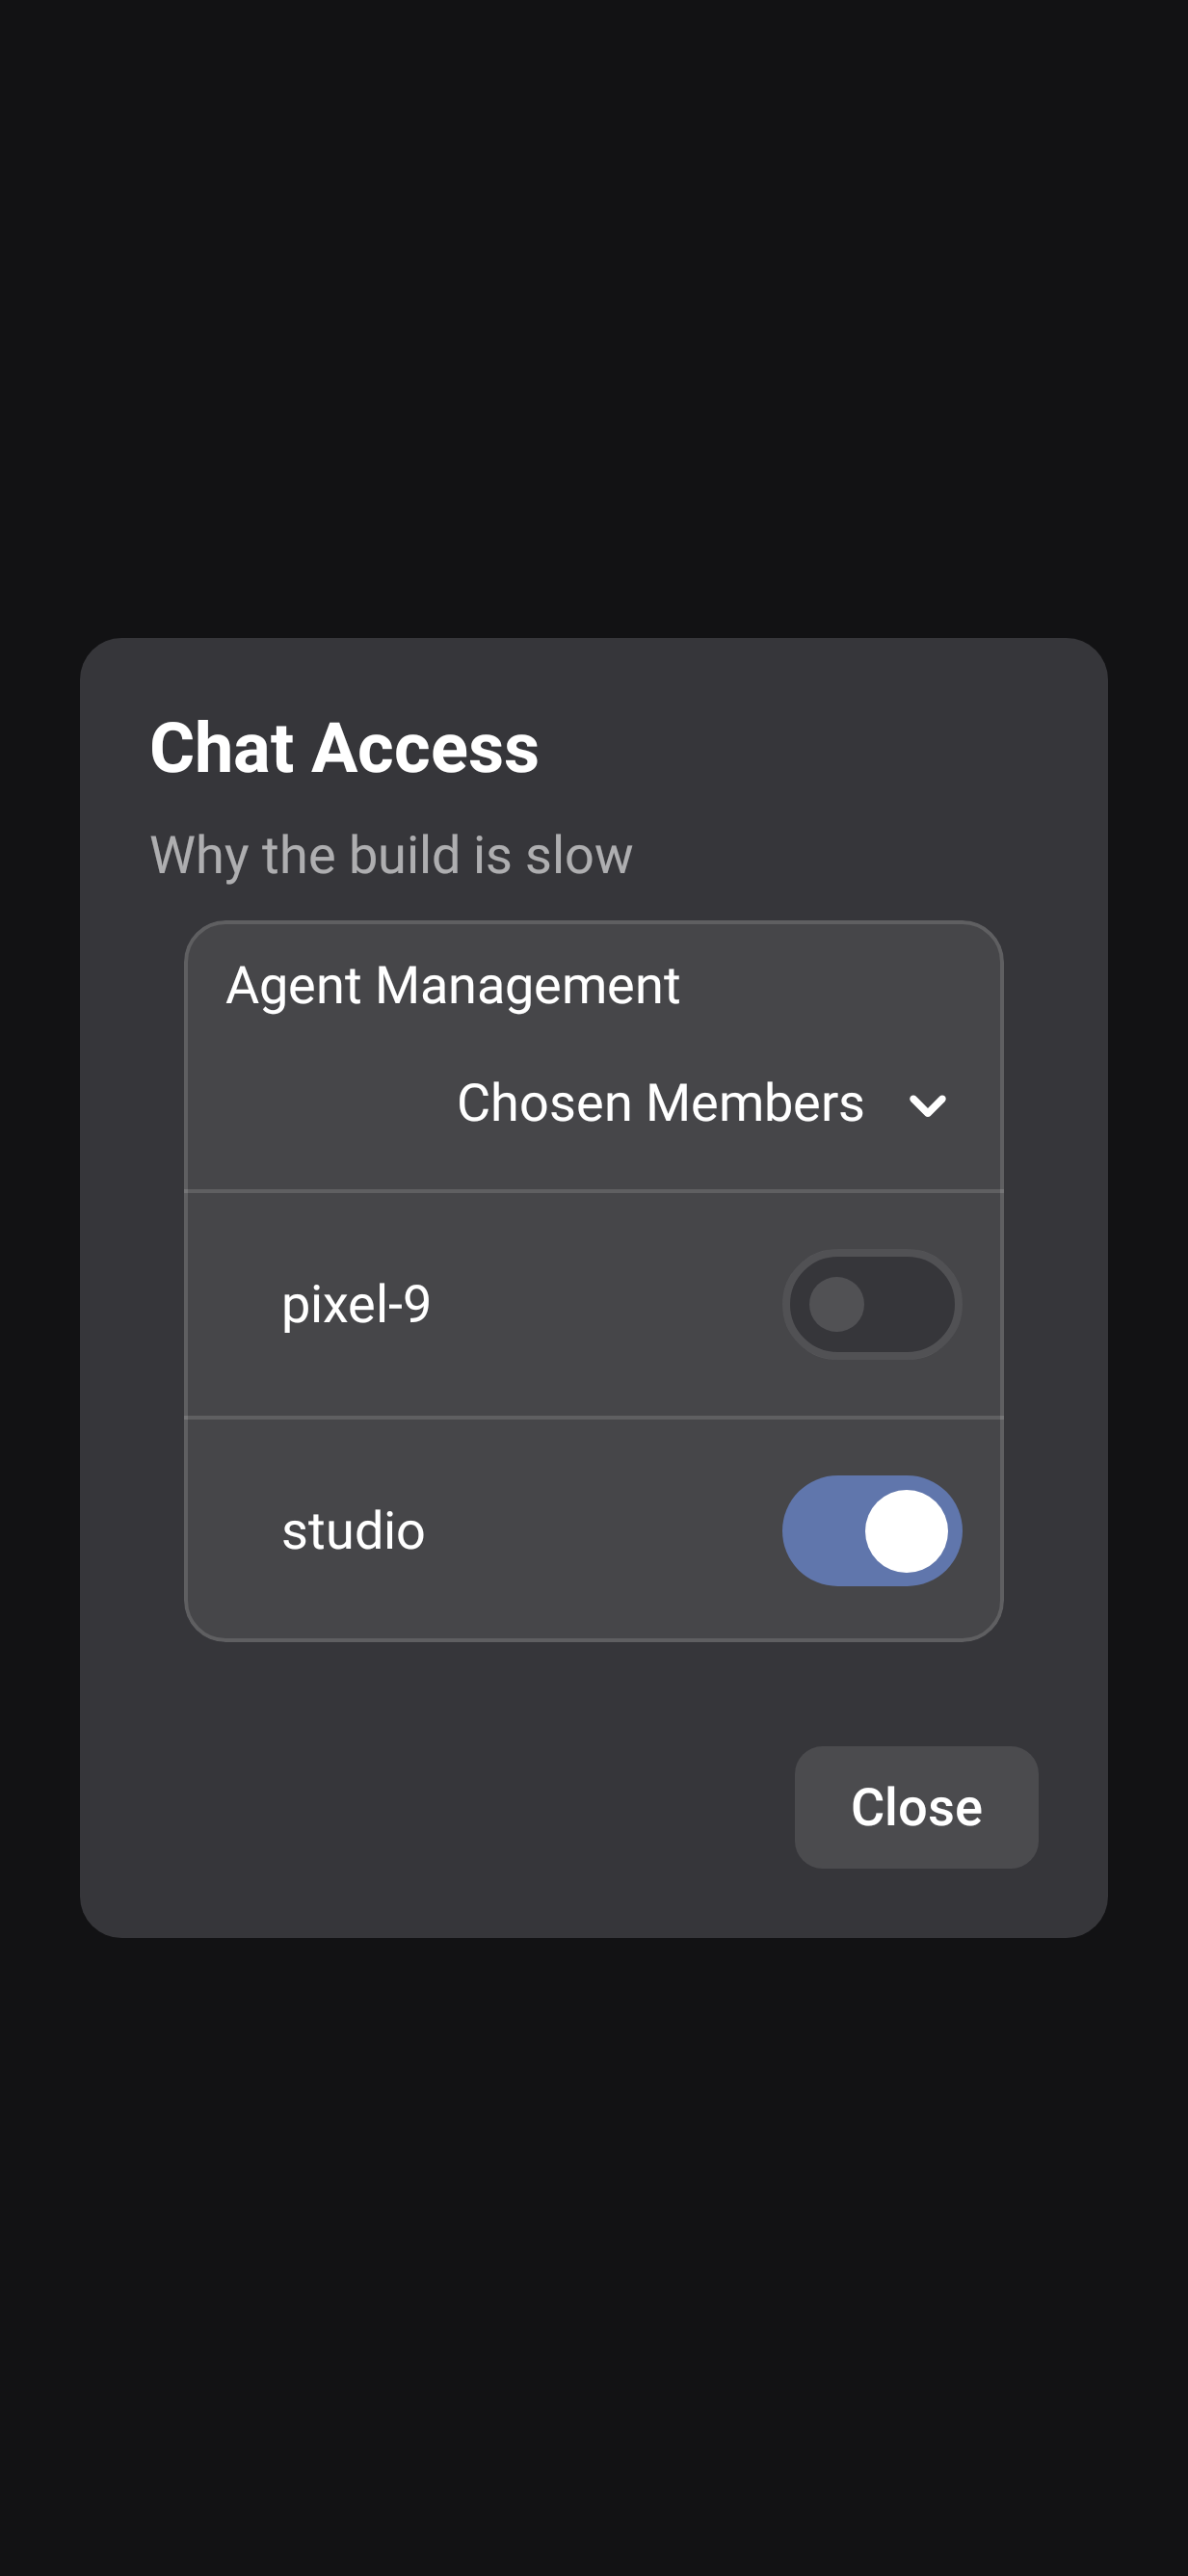 Chat Access
Why the build is slow
Agent Management
Chosen Members
pixel-9
studio
Close